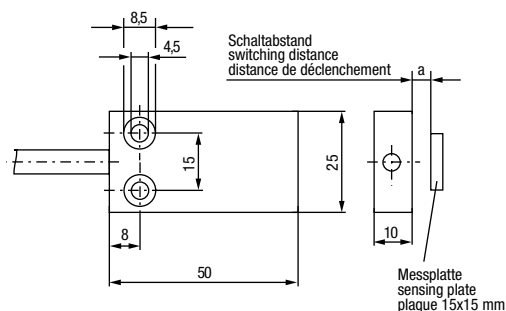 8,5
4,5
Schaltabstand
switching distance
distance de déclenchement
a
15
25
8
10
50
Messplatte
sensing plate
plaque 15x15 mm